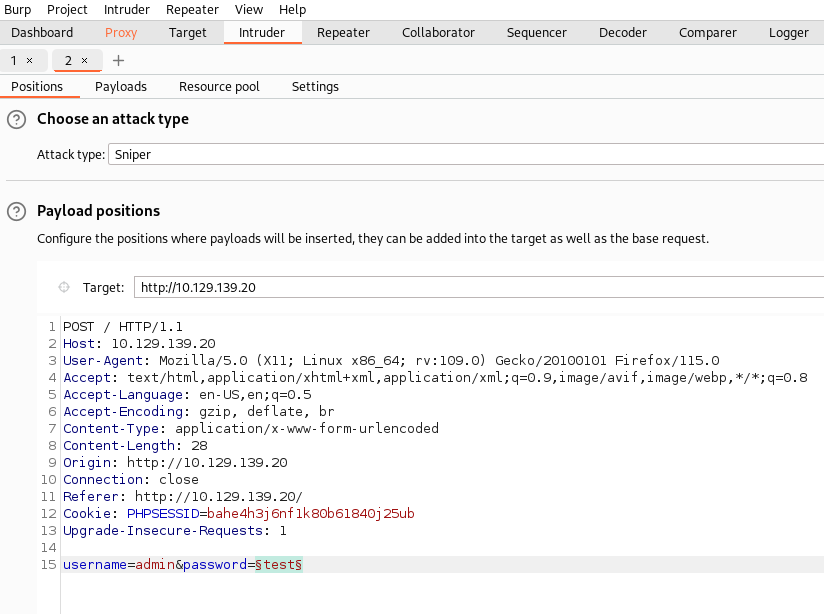 Burp Project Intruder Repeater View Help
Dashboard Proxy Target Intruder Repeater Collaborator Sequencer Decoder Comparer Logger
1 × 2 × +
Positions Payloads Resource pool Settings
? Choose an attack type
Attack type: Sniper
? Payload positions
Configure the positions where payloads will be inserted, they can be added into the target as well as the base request.
Target: http://10.129.139.20
1 POST / HTTP/1.1
2 Host: 10.129.139.20
3 User-Agent: Mozilla/5.0 (X11; Linux x86_64; rv:109.0) Gecko/20100101 Firefox/115.0
4 Accept: text/html,application/xhtml+xml,application/xml;q=0.9,image/avif,image/webp,*/*;q=0.8
5 Accept-Language: en-US,en;q=0.5
6 Accept-Encoding: gzip, deflate, br
7 Content-Type: application/x-www-form-urlencoded
8 Content-Length: 28
9 Origin: http://10.129.139.20
10 Connection: close
11 Referer: http://10.129.139.20/
12 Cookie: PHPSESSID=bahe4h3j6nf1k80b61840j25ub
13 Upgrade-Insecure-Requests: 1
14
15 username=admin&password=§test§